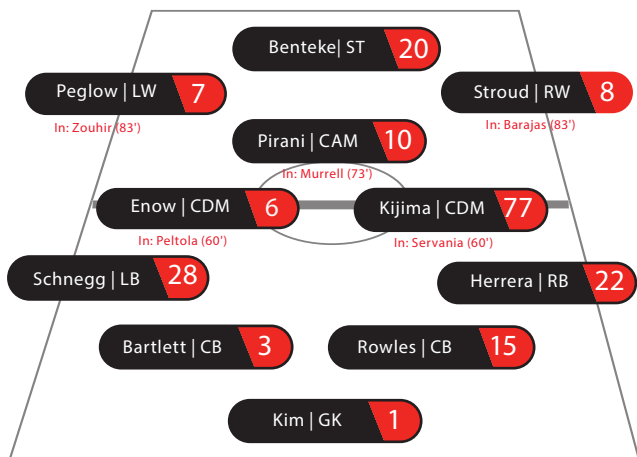 Benteke| ST 20
Peglow | LW 7
In: Zouhir (83')
Stroud | RW 8
In: Barajas (83')
Pirani | CAM 10
In: Murrell (73')
Enow | CDM 6
In: Peltola (60')
Kijima | CDM 77
In: Servania (60')
Schnegg | LB 28
Herrera | RB 22
Bartlett | CB 3
Rowles | CB 15
Kim | GK 1